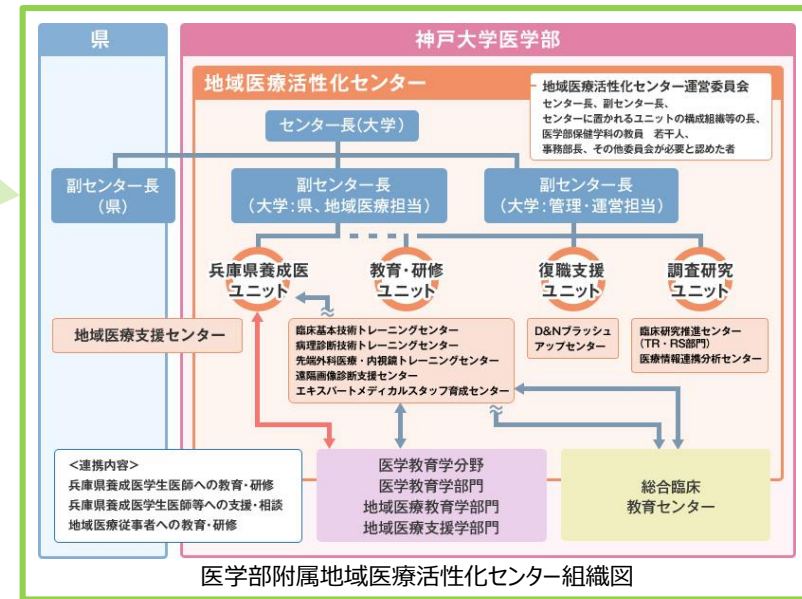 県
神戸大学医学部
地域医療活性化センター
地域医療活性化センター運営委員会
センター長、副センター長、
センターに置かれるユニットの構成組織等の長、
医学部保健学科の教員　若干人、
事務部長、その他委員会が必要と認めた者
センター長(大学)
副センター長
(県)
副センター長
(大学:県、地域医療担当)
副センター長
(大学:管理・運営担当)
兵庫県養成医
ユニット
教育・研修
ユニット
復職支援
ユニット
調査研究
ユニット
地域医療支援センター
臨床基本技術トレーニングセンター
病理診断技術トレーニングセンター
先端外科医療・内視鏡トレーニングセンター
遠隔画像診断支援センター
エキスパートメディカルスタッフ育成センター
D&Nブラッシュ
アップセンター
臨床研究推進センター
(TR・RS部門)
医療情報連携分析センター
<連携内容>
兵庫県養成医学生医師への教育・研修
兵庫県養成医学生医師等への支援・相談
地域医療従事者への教育・研修
医学教育学分野
医学教育学部門
地域医療教育学部門
地域医療支援学部門
総合臨床
教育センター
医学部附属地域医療活性化センター組織図